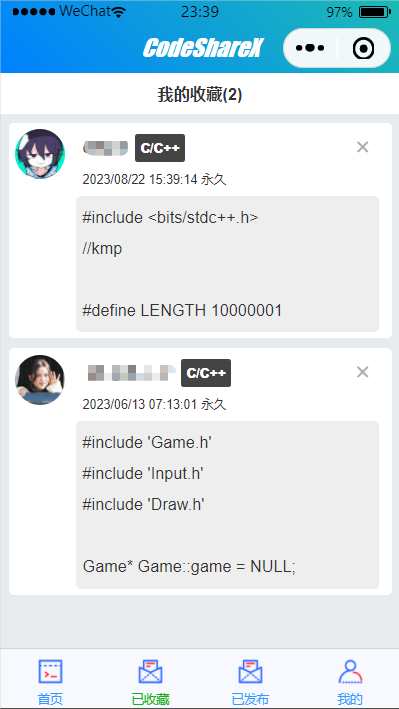 WeChat 23:39 97%
CodeShareX
我的收藏(2)
C/C++
2023/08/22 15:39:14 永久
#include <bits/stdc++.h>
//kmp
#define LENGTH 10000001
C/C++
2023/06/13 07:13:01 永久
#include 'Game.h'
#include 'Input.h'
#include 'Draw.h'
Game* Game::game = NULL;
首页 已收藏 已发布 我的